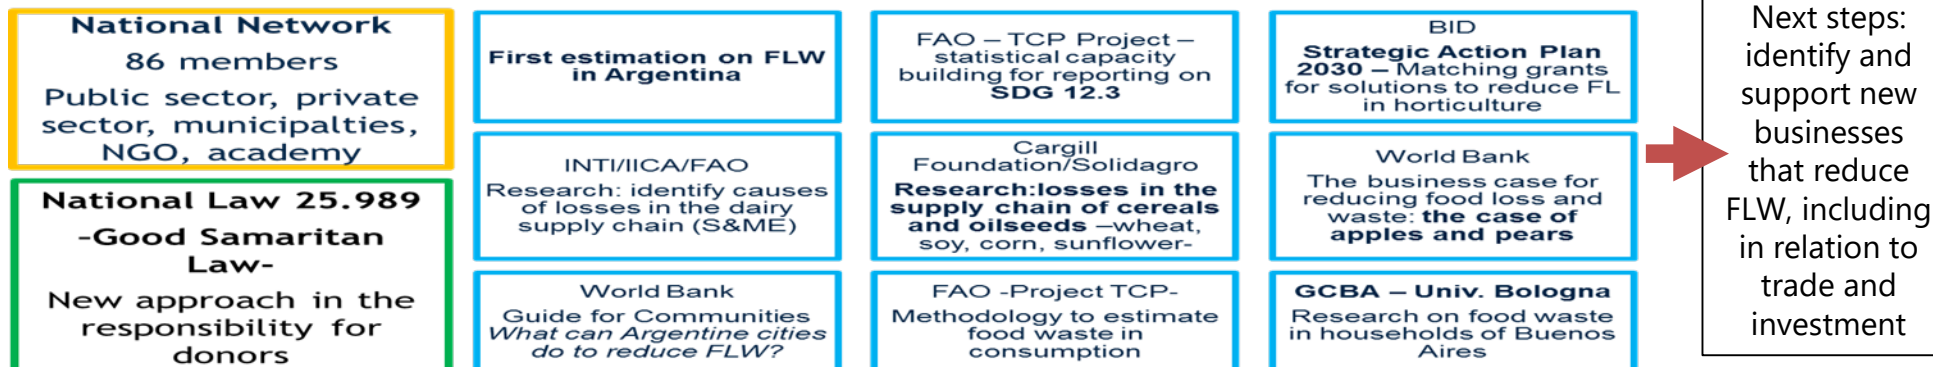 National Network
86 members
Public sector, private
sector, municipalties,
NGO, academy
National Law 25.989
-Good Samaritan
Law-
New approach in the
responsibility for
donors
First estimation on FLW
in Argentina
INTI/IICA/FAO
Research: identify causes
of losses in the dairy
supply chain (S&ME)
World Bank
Guide for Communities
What can Argentine cities
do to reduce FLW?
FAO – TCP Project –
statistical capacity
building for reporting on
SDG 12.3
Cargill
Foundation/Solidagro
Research:losses in the
supply chain of cereals
and oilseeds –wheat,
soy, corn, sunflower-
FAO -Project TCP-
Methodology to estimate
food waste in
consumption
BID
Strategic Action Plan
2030 – Matching grants
for solutions to reduce FL
in horticulture
World Bank
The business case for
reducing food loss and
waste: the case of
apples and pears
GCBA – Univ. Bologna
Research on food waste
in households of Buenos
Aires
Next steps:
identify and
support new
businesses
that reduce
FLW, including
in relation to
trade and
investment